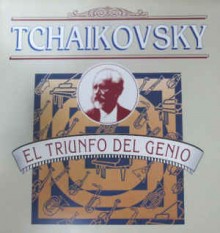 TCHAIKOVSKY
EL TRIUNFO DEL GENIO